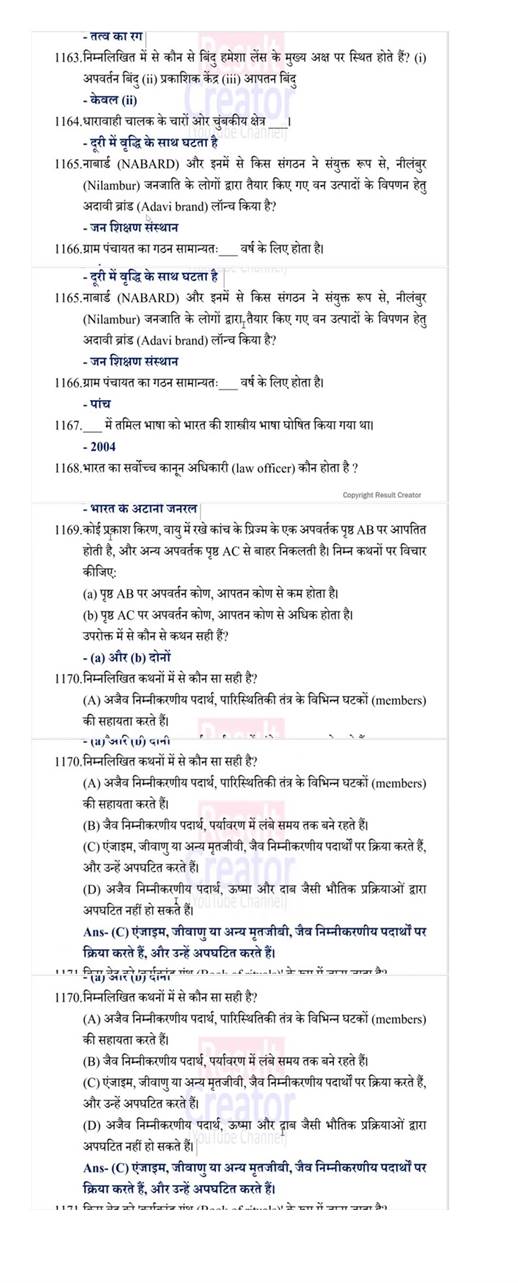 - तत्व का रंग
1163.निम्नलिखित में से कौन से बिंदु हमेशा लेंस के मुख्य अक्ष पर स्थित होते हैं? (i)
अपवर्तन बिंदु (ii) प्रकाशिक केंद्र (iii) आपतन बिंदु
- केवल (ii)
1164.धारावाही चालक के चारों ओर चुंबकीय क्षेत्र ___।
- दूरी में वृद्धि के साथ घटता है
1165.नाबार्ड (NABARD) और इनमें से किस संगठन ने संयुक्त रूप से, नीलंबुर
(Nilambur) जनजाति के लोगों द्वारा तैयार किए गए वन उत्पादों के विपणन हेतु
अदावी ब्रांड (Adavi brand) लॉन्च किया है?
- जन शिक्षण संस्थान
1166.ग्राम पंचायत का गठन सामान्यतः ___ वर्ष के लिए होता है।
- दूरी में वृद्धि के साथ घटता है
1165.नाबार्ड (NABARD) और इनमें से किस संगठन ने संयुक्त रूप से, नीलंबुर
(Nilambur) जनजाति के लोगों द्वारा तैयार किए गए वन उत्पादों के विपणन हेतु
अदावी ब्रांड (Adavi brand) लॉन्च किया है?
- जन शिक्षण संस्थान
1166.ग्राम पंचायत का गठन सामान्यतः ___ वर्ष के लिए होता है।
- पांच
1167.___ में तमिल भाषा को भारत की शास्त्रीय भाषा घोषित किया गया था।
- 2004
1168.भारत का सर्वोच्च कानून अधिकारी (law officer) कौन होता है ?
Copyright Result Creator
- भारत के अटॉर्नी जनरल
1169.कोई प्रकाश किरण, वायु में रखे कांच के प्रिज्म के एक अपवर्तक पृष्ठ AB पर आपतित
होती है, और अन्य अपवर्तक पृष्ठ AC से बाहर निकलती है। निम्न कथनों पर विचार
कीजिए:
(a) पृष्ठ AB पर अपवर्तन कोण, आपतन कोण से कम होता है।
(b) पृष्ठ AC पर अपवर्तन कोण, आपतन कोण से अधिक होता है।
उपरोक्त में से कौन से कथन सही हैं?
- (a) और (b) दोनों
1170.निम्नलिखित कथनों में से कौन सा सही है?
(A) अजैव निम्नीकरणीय पदार्थ, पारिस्थितिकी तंत्र के विभिन्न घटकों (members)
की सहायता करते हैं।
- (a) और (b) दोनों
1170.निम्नलिखित कथनों में से कौन सा सही है?
(A) अजैव निम्नीकरणीय पदार्थ, पारिस्थितिकी तंत्र के विभिन्न घटकों (members)
की सहायता करते हैं।
(B) जैव निम्नीकरणीय पदार्थ, पर्यावरण में लंबे समय तक बने रहते हैं।
(C) एंजाइम, जीवाणु या अन्य मृतजीवी, जैव निम्नीकरणीय पदार्थों पर क्रिया करते हैं,
और उन्हें अपघटित करते हैं।
(D) अजैव निम्नीकरणीय पदार्थ, ऊष्मा और दाब जैसी भौतिक प्रक्रियाओं द्वारा
अपघटित नहीं हो सकते हैं।
Ans- (C) एंजाइम, जीवाणु या अन्य मृतजीबी, जैव निम्नीकरणीय पदार्थों पर
क्रिया करते हैं, और उन्हें अपघटित करते हैं।
- (a) और (b) दोनों
1170.निम्नलिखित कथनों में से कौन सा सही है?
(A) अजैव निम्नीकरणीय पदार्थ, पारिस्थितिकी तंत्र के विभिन्न घटकों (members)
की सहायता करते हैं।
(B) जैव निम्नीकरणीय पदार्थ, पर्यावरण में लंबे समय तक बने रहते हैं।
(C) एंजाइम, जीवाणु या अन्य मृतजीवी, जैव निम्नीकरणीय पदार्थों पर क्रिया करते हैं,
और उन्हें अपघटित करते हैं।
(D) अजैव निम्नीकरणीय पदार्थ, ऊष्मा और दाब जैसी भौतिक प्रक्रियाओं द्वारा
अपघटित नहीं हो सकते हैं।
Ans- (C) एंजाइम, जीवाणु या अन्य मृतजीबी, जैव निम्नीकरणीय पदार्थों पर
क्रिया करते हैं, और उन्हें अपघटित करते हैं।